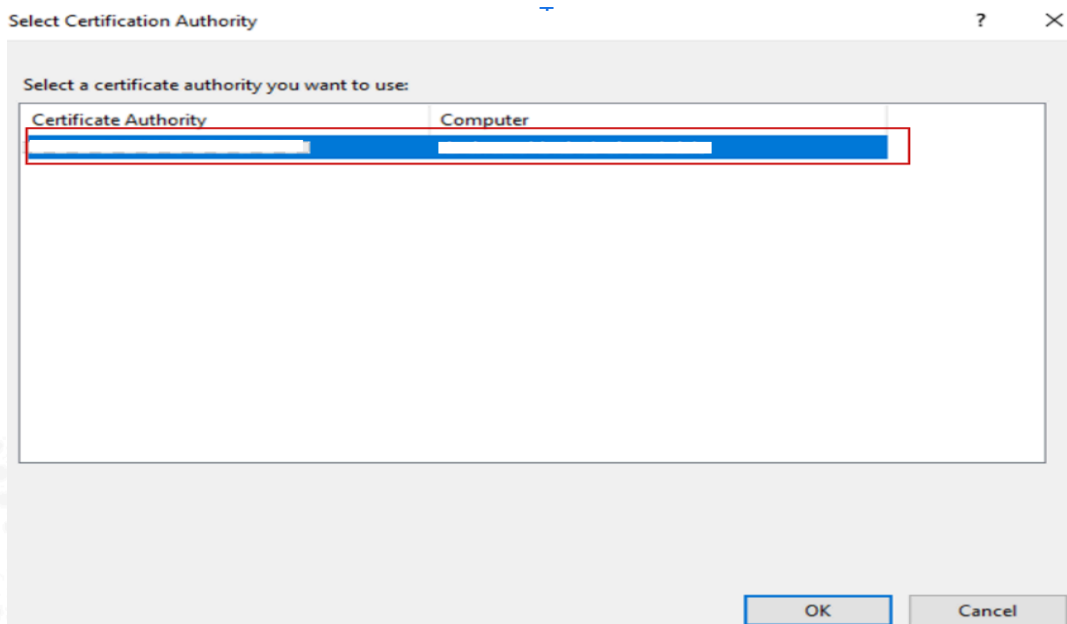 Select Certification Authority ? ×
Select a certificate authority you want to use:
Certificate Authority Computer
OK Cancel